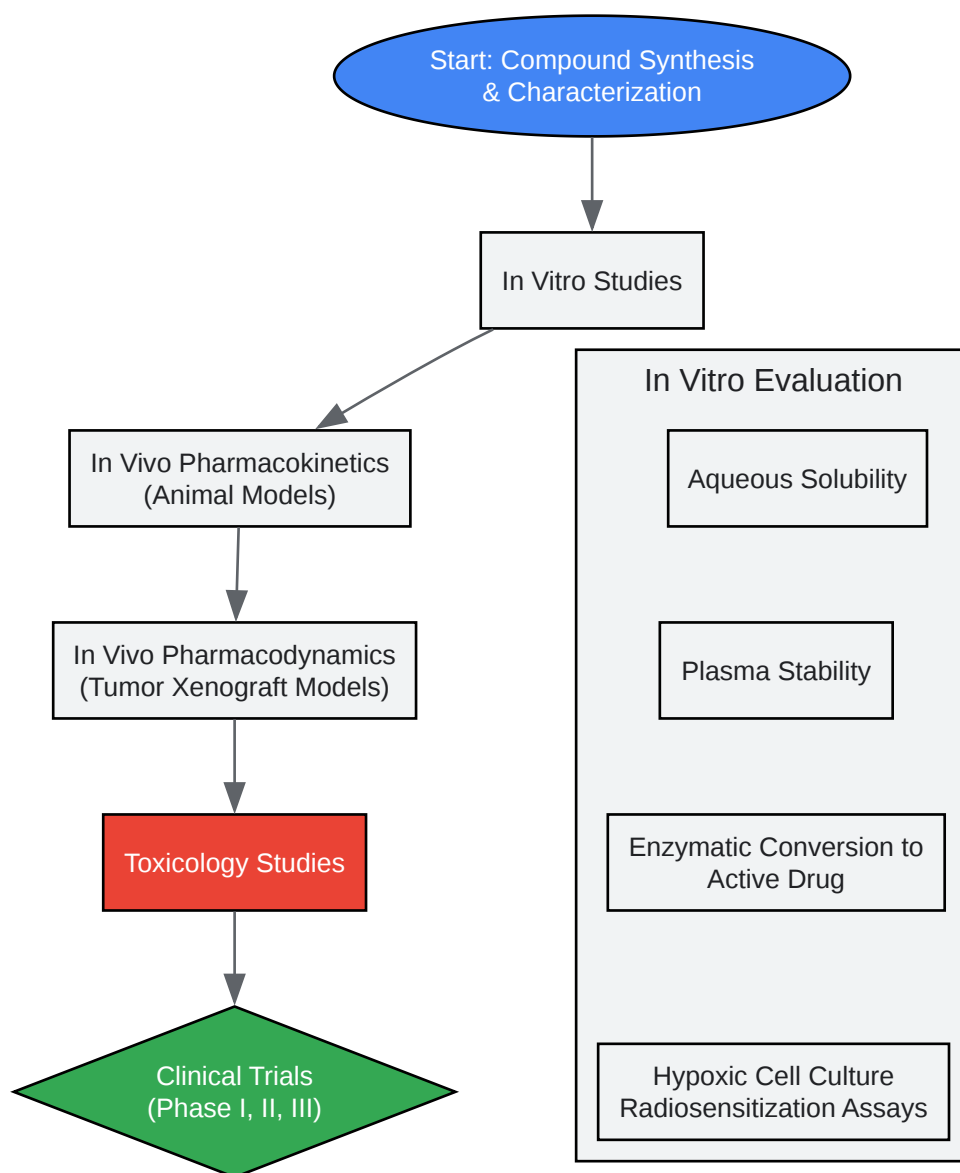 Start: Compound Synthesis
& Characterization
In Vitro Studies
In Vivo Pharmacokinetics
(Animal Models)
In Vivo Pharmacodynamics
(Tumor Xenograft Models)
Toxicology Studies
Clinical Trials
(Phase I, II, III)
In Vitro Evaluation
Aqueous Solubility
Plasma Stability
Enzymatic Conversion to
Active Drug
Hypoxic Cell Culture
Radiosensitization Assays